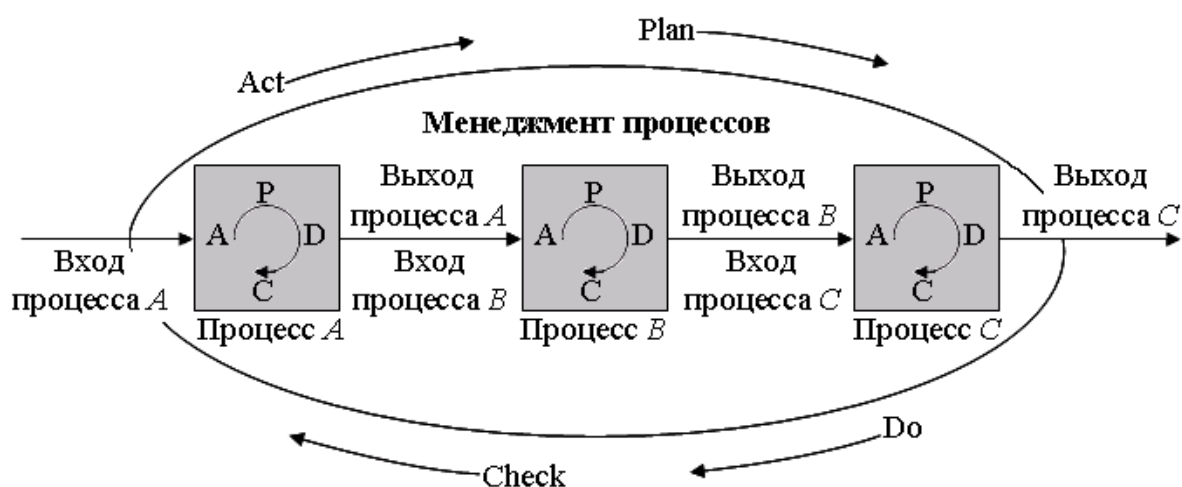 Plan
Act
Менеджмент процессов
Выход
процесса A
Выход
процесса B
Выход
процесса C
P
A D
C
P
A D
C
P
A D
C
Вход
процесса A
Вход
процесса B
Вход
процесса C
Процесс A
Процесс B
Процесс C
Do
Check